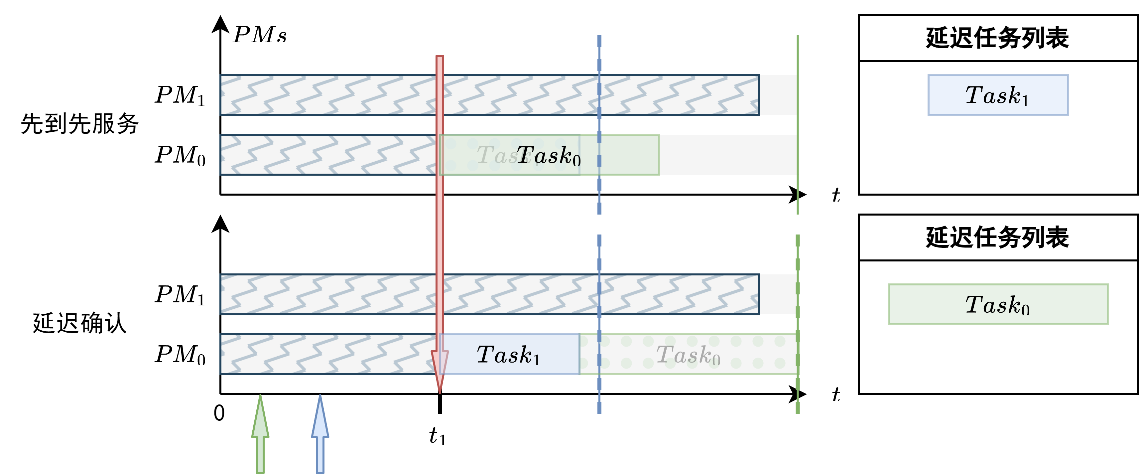 PMs
延迟任务列表
先到先服务
PM₁
Task₁
PM₀
Task₀
t
延迟任务列表
延迟确认
PM₁
Task₀
PM₀
Task₁
Task₀
t
0
t₁